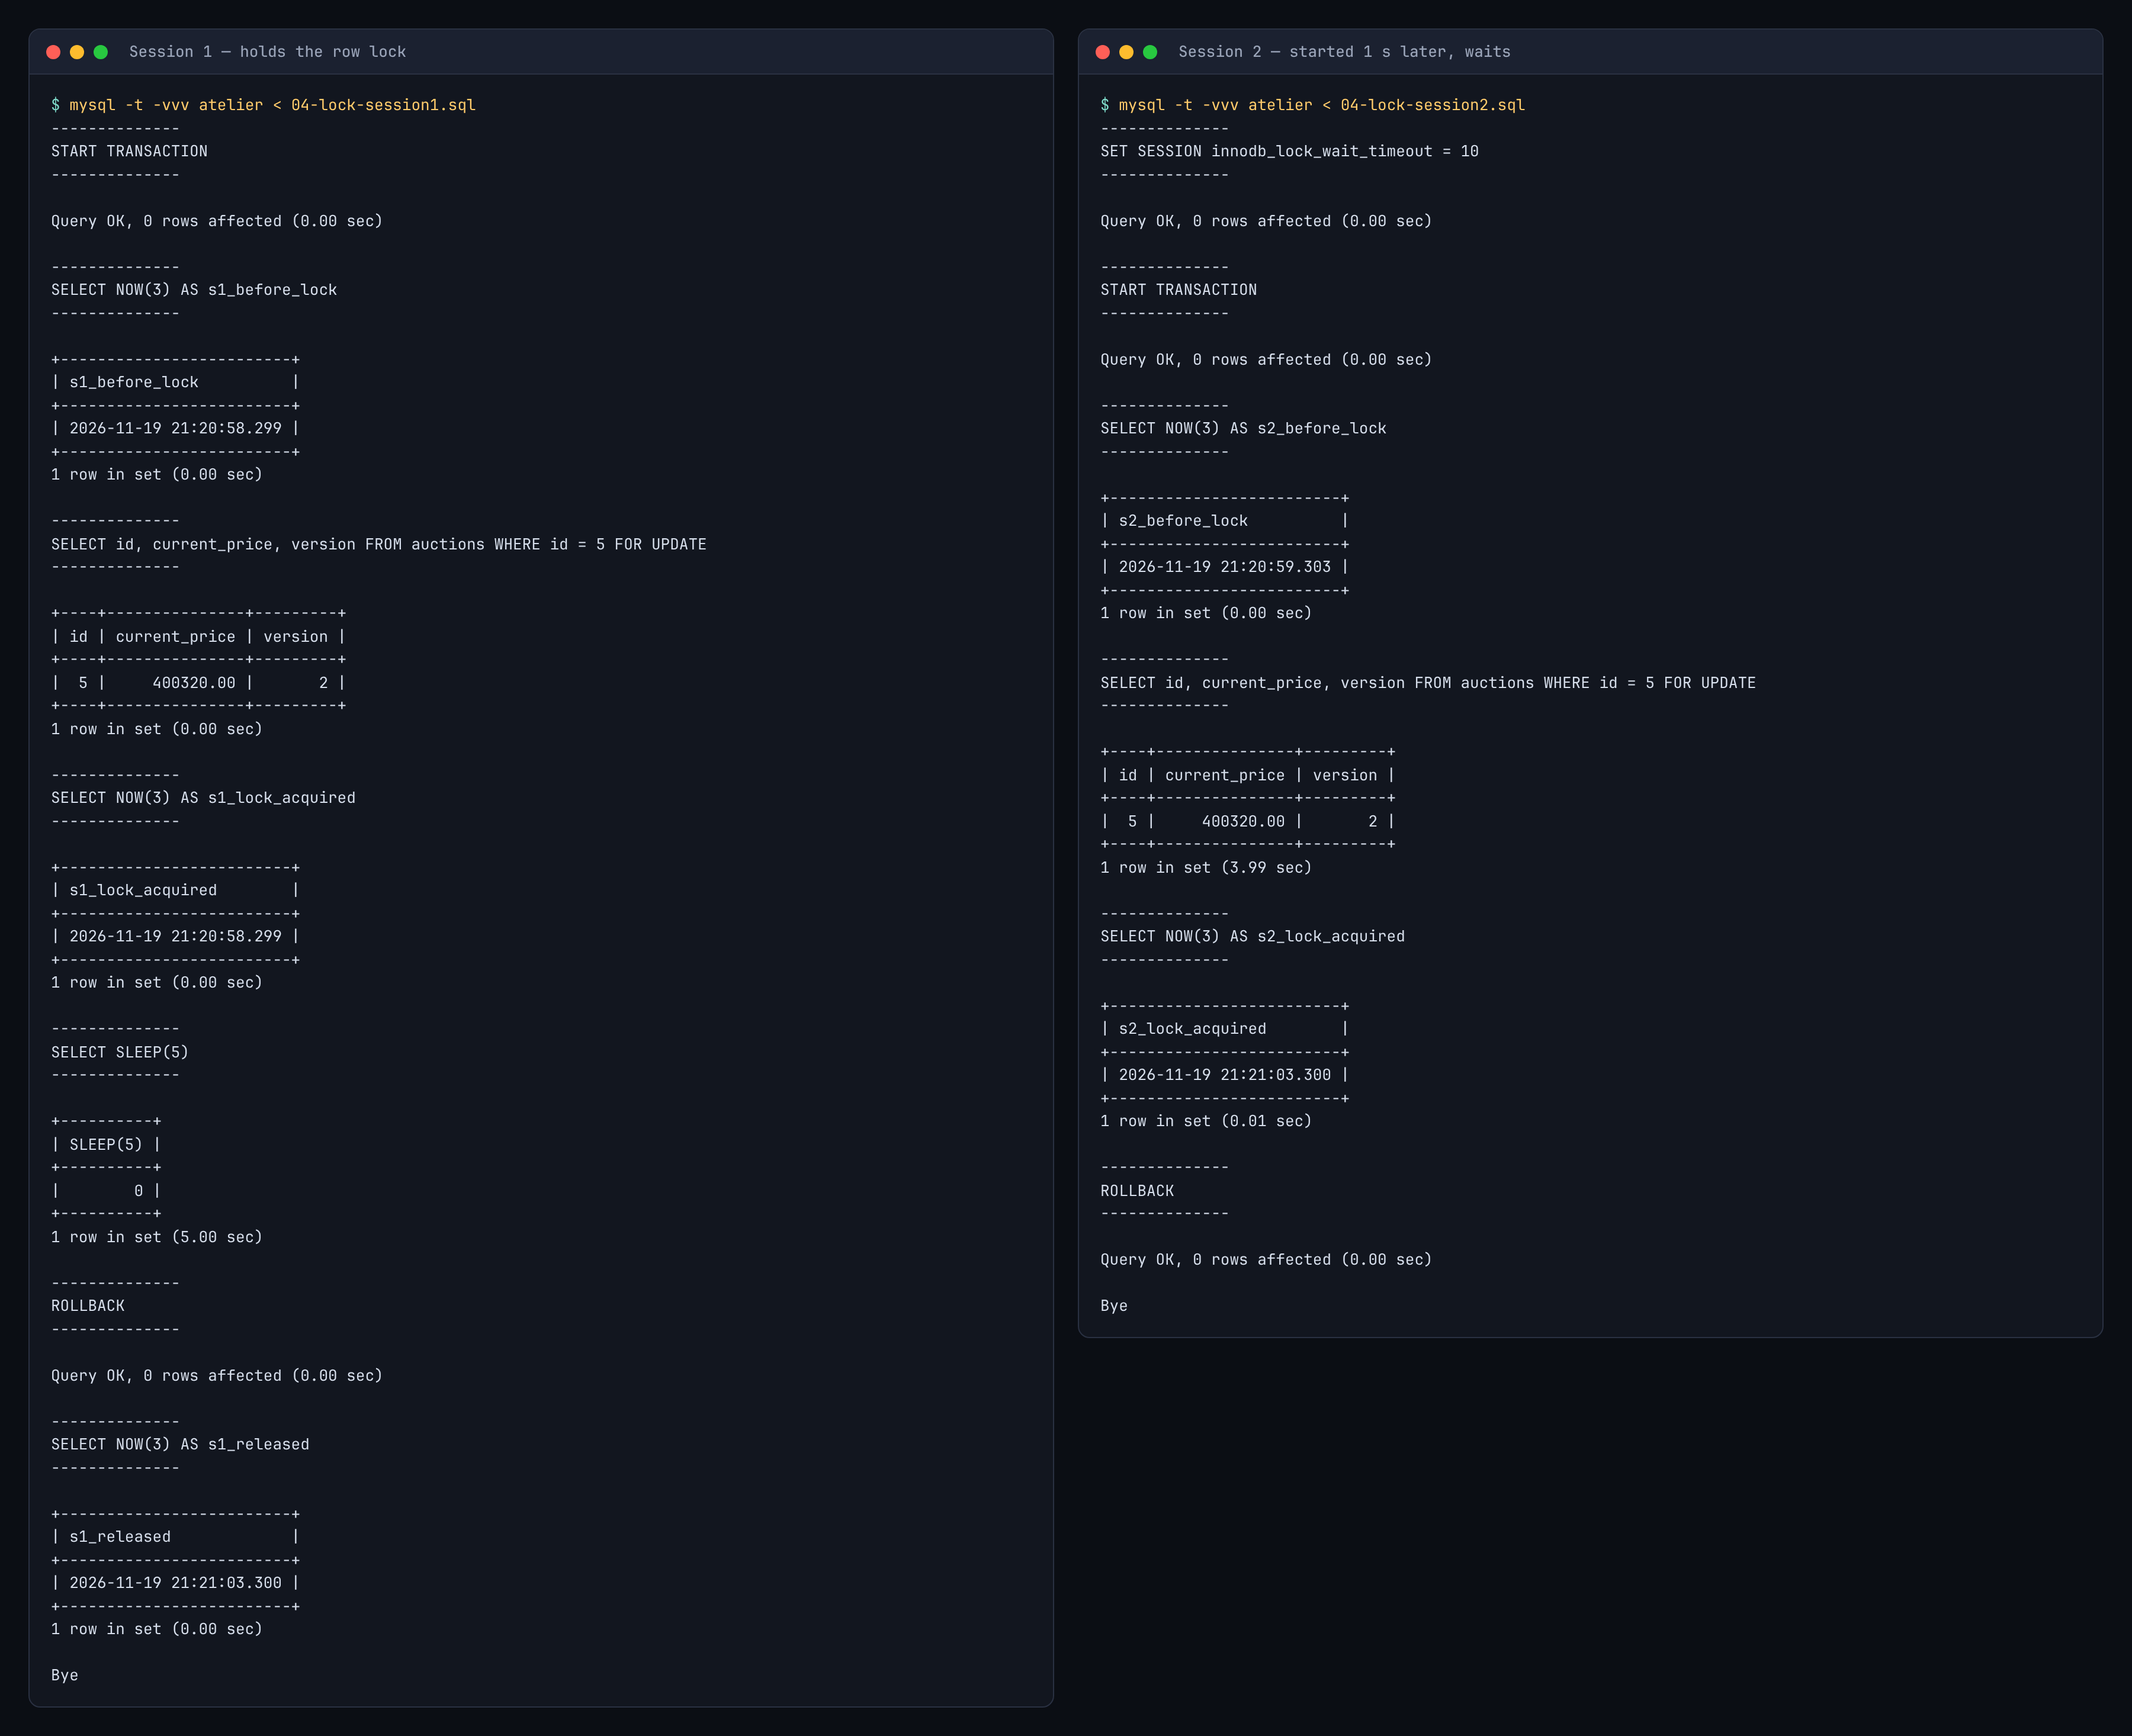 Session 1 — holds the row lock
$ mysql -t -vvv atelier < 04-lock-session1.sql
--------------
START TRANSACTION
--------------

Query OK, 0 rows affected (0.00 sec)

--------------
SELECT NOW(3) AS s1_before_lock
--------------

+-------------------------+
| s1_before_lock          |
+-------------------------+
| 2026-11-19 21:20:58.299 |
+-------------------------+
1 row in set (0.00 sec)

--------------
SELECT id, current_price, version FROM auctions WHERE id = 5 FOR UPDATE
--------------

+----+---------------+---------+
| id | current_price | version |
+----+---------------+---------+
|  5 |     400320.00 |       2 |
+----+---------------+---------+
1 row in set (0.00 sec)

--------------
SELECT NOW(3) AS s1_lock_acquired
--------------

+-------------------------+
| s1_lock_acquired        |
+-------------------------+
| 2026-11-19 21:20:58.299 |
+-------------------------+
1 row in set (0.00 sec)

--------------
SELECT SLEEP(5)
--------------

+----------+
| SLEEP(5) |
+----------+
|        0 |
+----------+
1 row in set (5.00 sec)

--------------
ROLLBACK
--------------

Query OK, 0 rows affected (0.00 sec)

--------------
SELECT NOW(3) AS s1_released
--------------

+-------------------------+
| s1_released             |
+-------------------------+
| 2026-11-19 21:21:03.300 |
+-------------------------+
1 row in set (0.00 sec)

Bye
Session 2 — started 1 s later, waits
$ mysql -t -vvv atelier < 04-lock-session2.sql
--------------
SET SESSION innodb_lock_wait_timeout = 10
--------------

Query OK, 0 rows affected (0.00 sec)

--------------
START TRANSACTION
--------------

Query OK, 0 rows affected (0.00 sec)

--------------
SELECT NOW(3) AS s2_before_lock
--------------

+-------------------------+
| s2_before_lock          |
+-------------------------+
| 2026-11-19 21:20:59.303 |
+-------------------------+
1 row in set (0.00 sec)

--------------
SELECT id, current_price, version FROM auctions WHERE id = 5 FOR UPDATE
--------------

+----+---------------+---------+
| id | current_price | version |
+----+---------------+---------+
|  5 |     400320.00 |       2 |
+----+---------------+---------+
1 row in set (3.99 sec)

--------------
SELECT NOW(3) AS s2_lock_acquired
--------------

+-------------------------+
| s2_lock_acquired        |
+-------------------------+
| 2026-11-19 21:21:03.300 |
+-------------------------+
1 row in set (0.01 sec)

--------------
ROLLBACK
--------------

Query OK, 0 rows affected (0.00 sec)

Bye